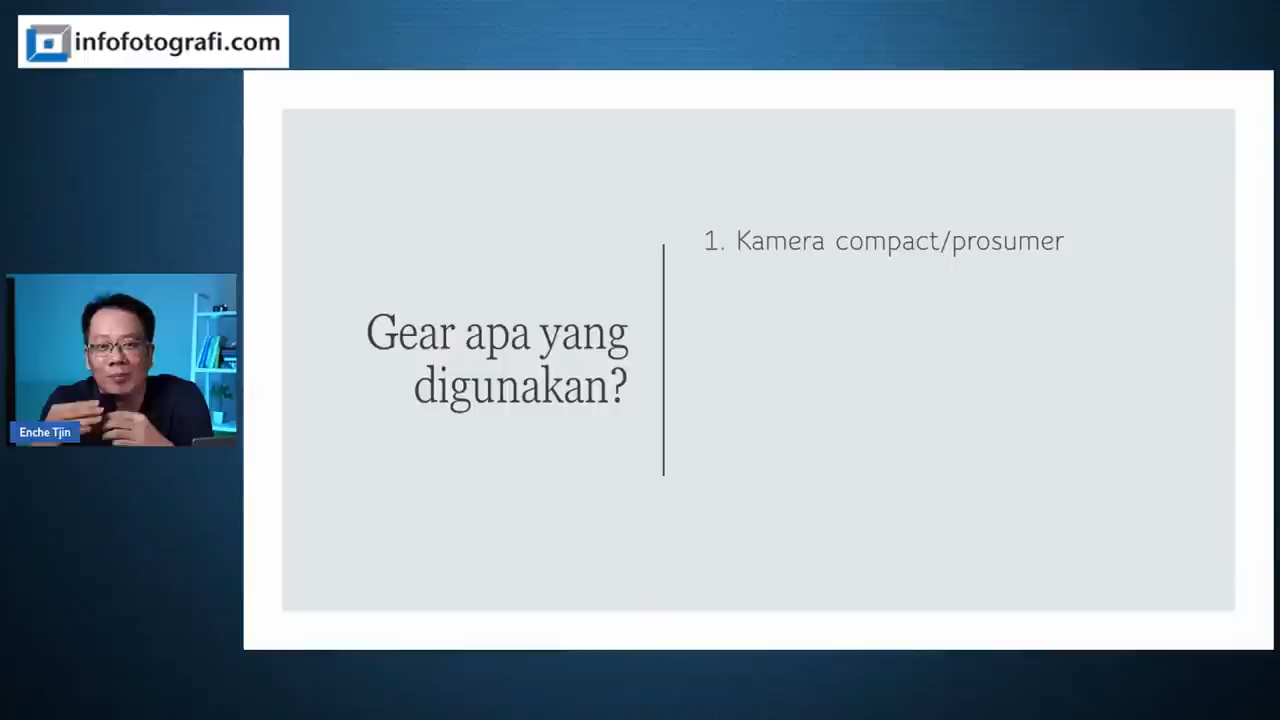 infofotografi.com
1. Kamera compact/prosumer
Gear apa yang
digunakan?
Enche Tjin